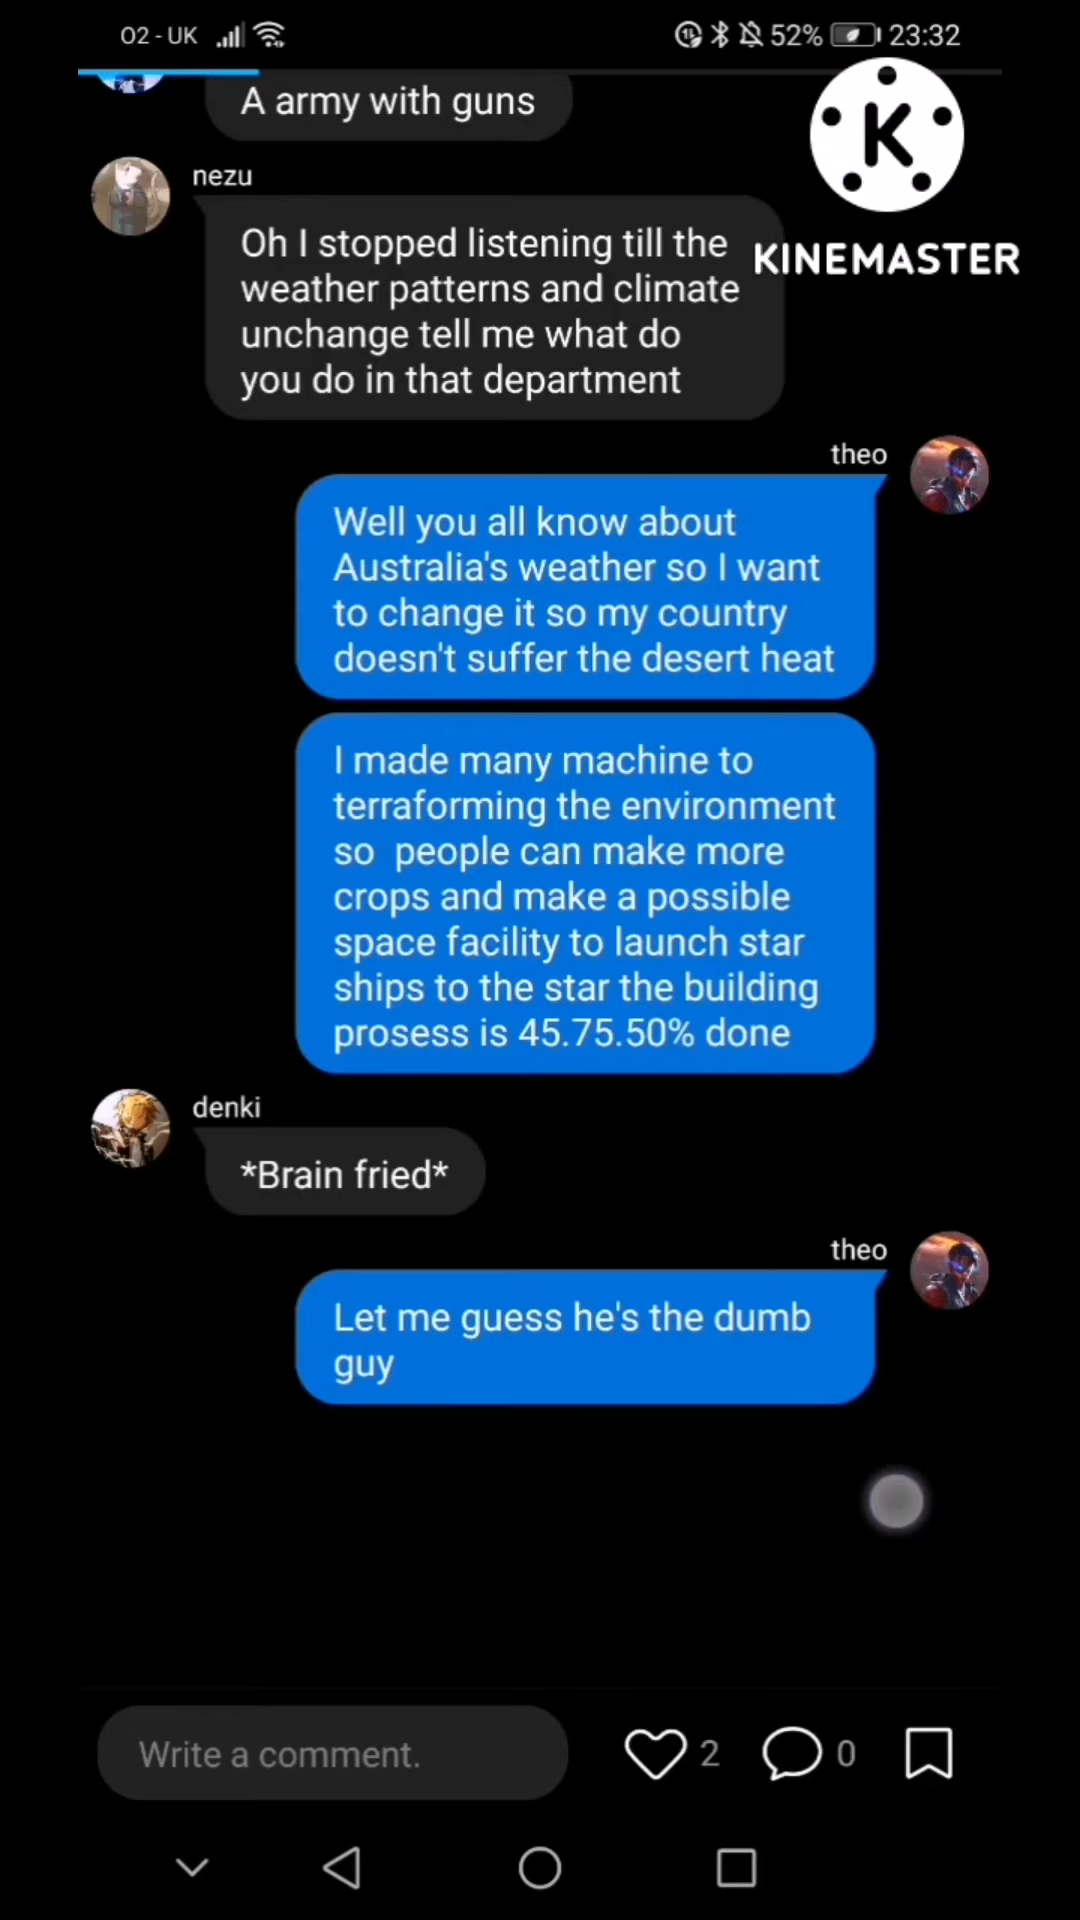 O2 - UK 52% 23:32
A army with guns
K
KINEMASTER
nezu
Oh I stopped listening till the
weather patterns and climate
unchange tell me what do
you do in that department
theo
Well you all know about
Australia's weather so I want
to change it so my country
doesn't suffer the desert heat
I made many machine to
terraforming the environment
so  people can make more
crops and make a possible
space facility to launch star
ships to the star the building
prosess is 45.75.50% done
denki
*Brain fried*
theo
Let me guess he's the dumb
guy
Write a comment. 2 0